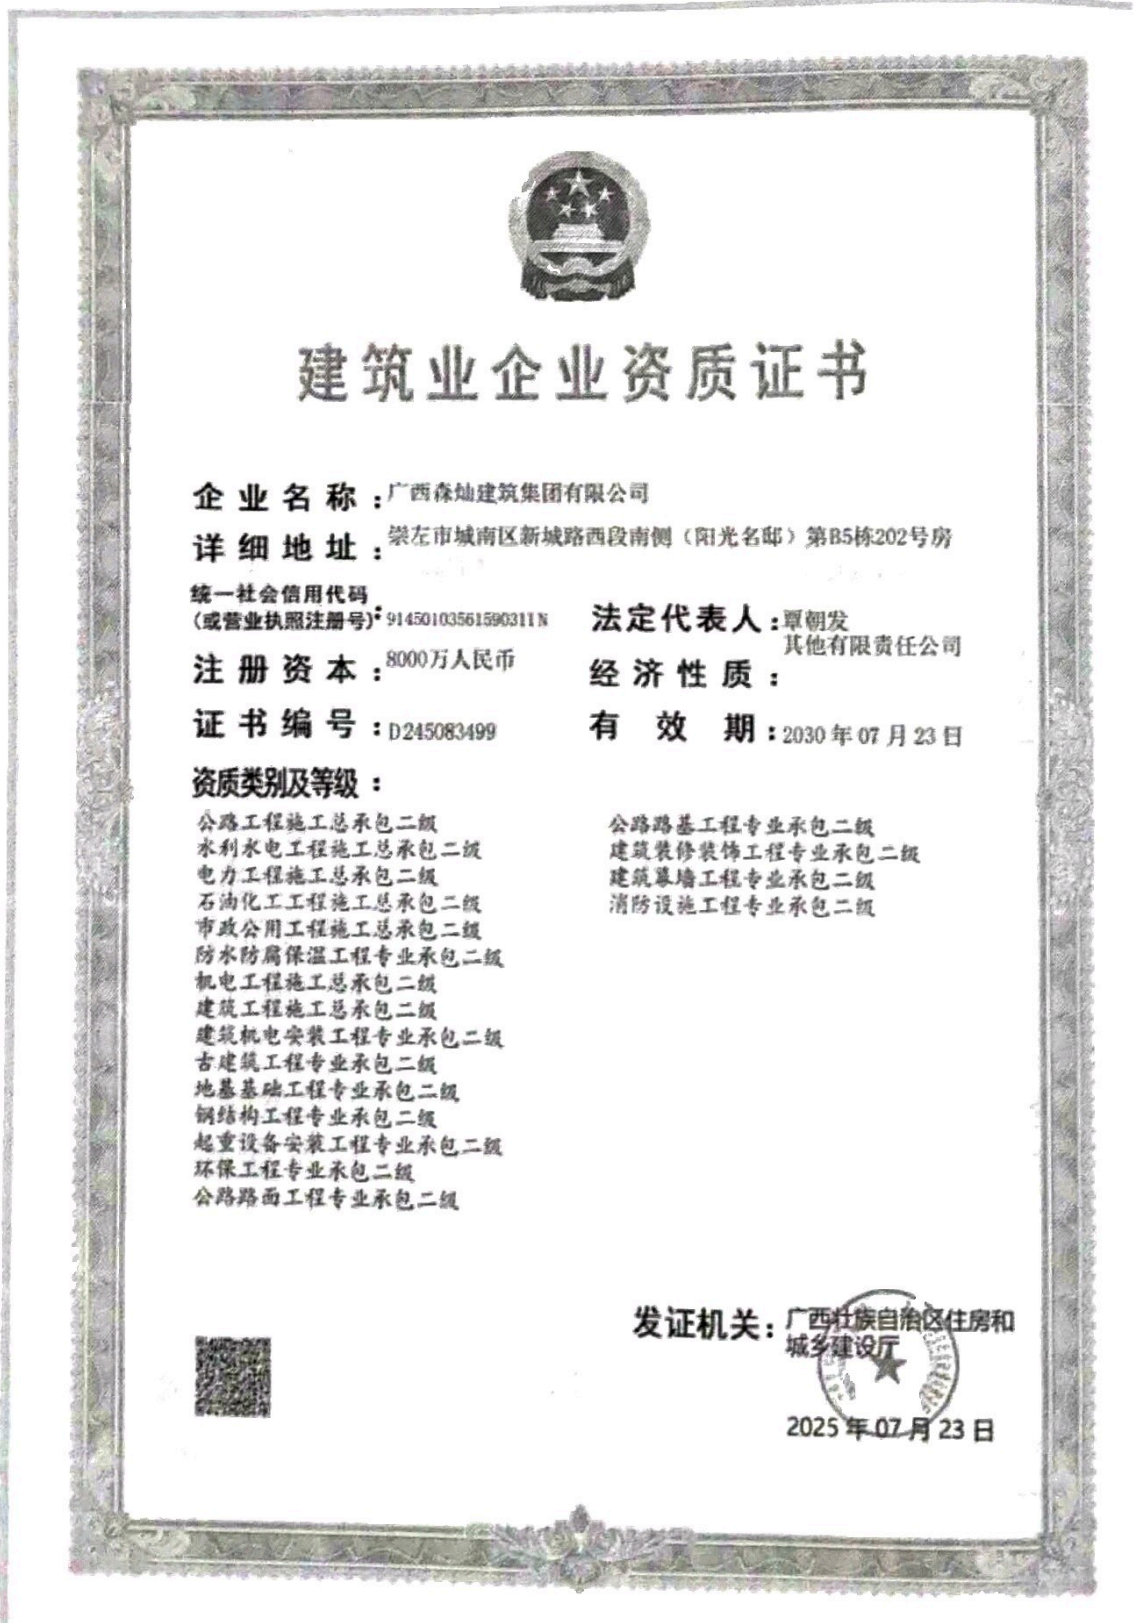 建筑业企业资质证书
企业名称：广西森灿建筑集团有限公司
详细地址：崇左市城南区新城路西段南侧（阳光名邸）第B5栋202号房
统一社会信用代码
(或营业执照注册号)：91450103561590311N
法定代表人：覃朝发
注册资本：8000万人民币
经济性质：其他有限责任公司
证书编号：D245083499
有效期：2030年07月23日
资质类别及等级：
公路工程施工总承包二级
水利水电工程施工总承包二级
电力工程施工总承包二级
石油化工工程施工总承包二级
市政公用工程施工总承包二级
防水防腐保温工程专业承包二级
机电工程施工总承包二级
建筑工程施工总承包二级
建筑机电安装工程专业承包二级
古建筑工程专业承包二级
地基基础工程专业承包二级
钢结构工程专业承包二级
起重设备安装工程专业承包二级
环保工程专业承包二级
公路路面工程专业承包二级
公路路基工程专业承包二级
建筑装修装饰工程专业承包二级
建筑幕墙工程专业承包二级
消防设施工程专业承包二级
发证机关：广西壮族自治区住房和
城乡建设厅
2025年07月23日